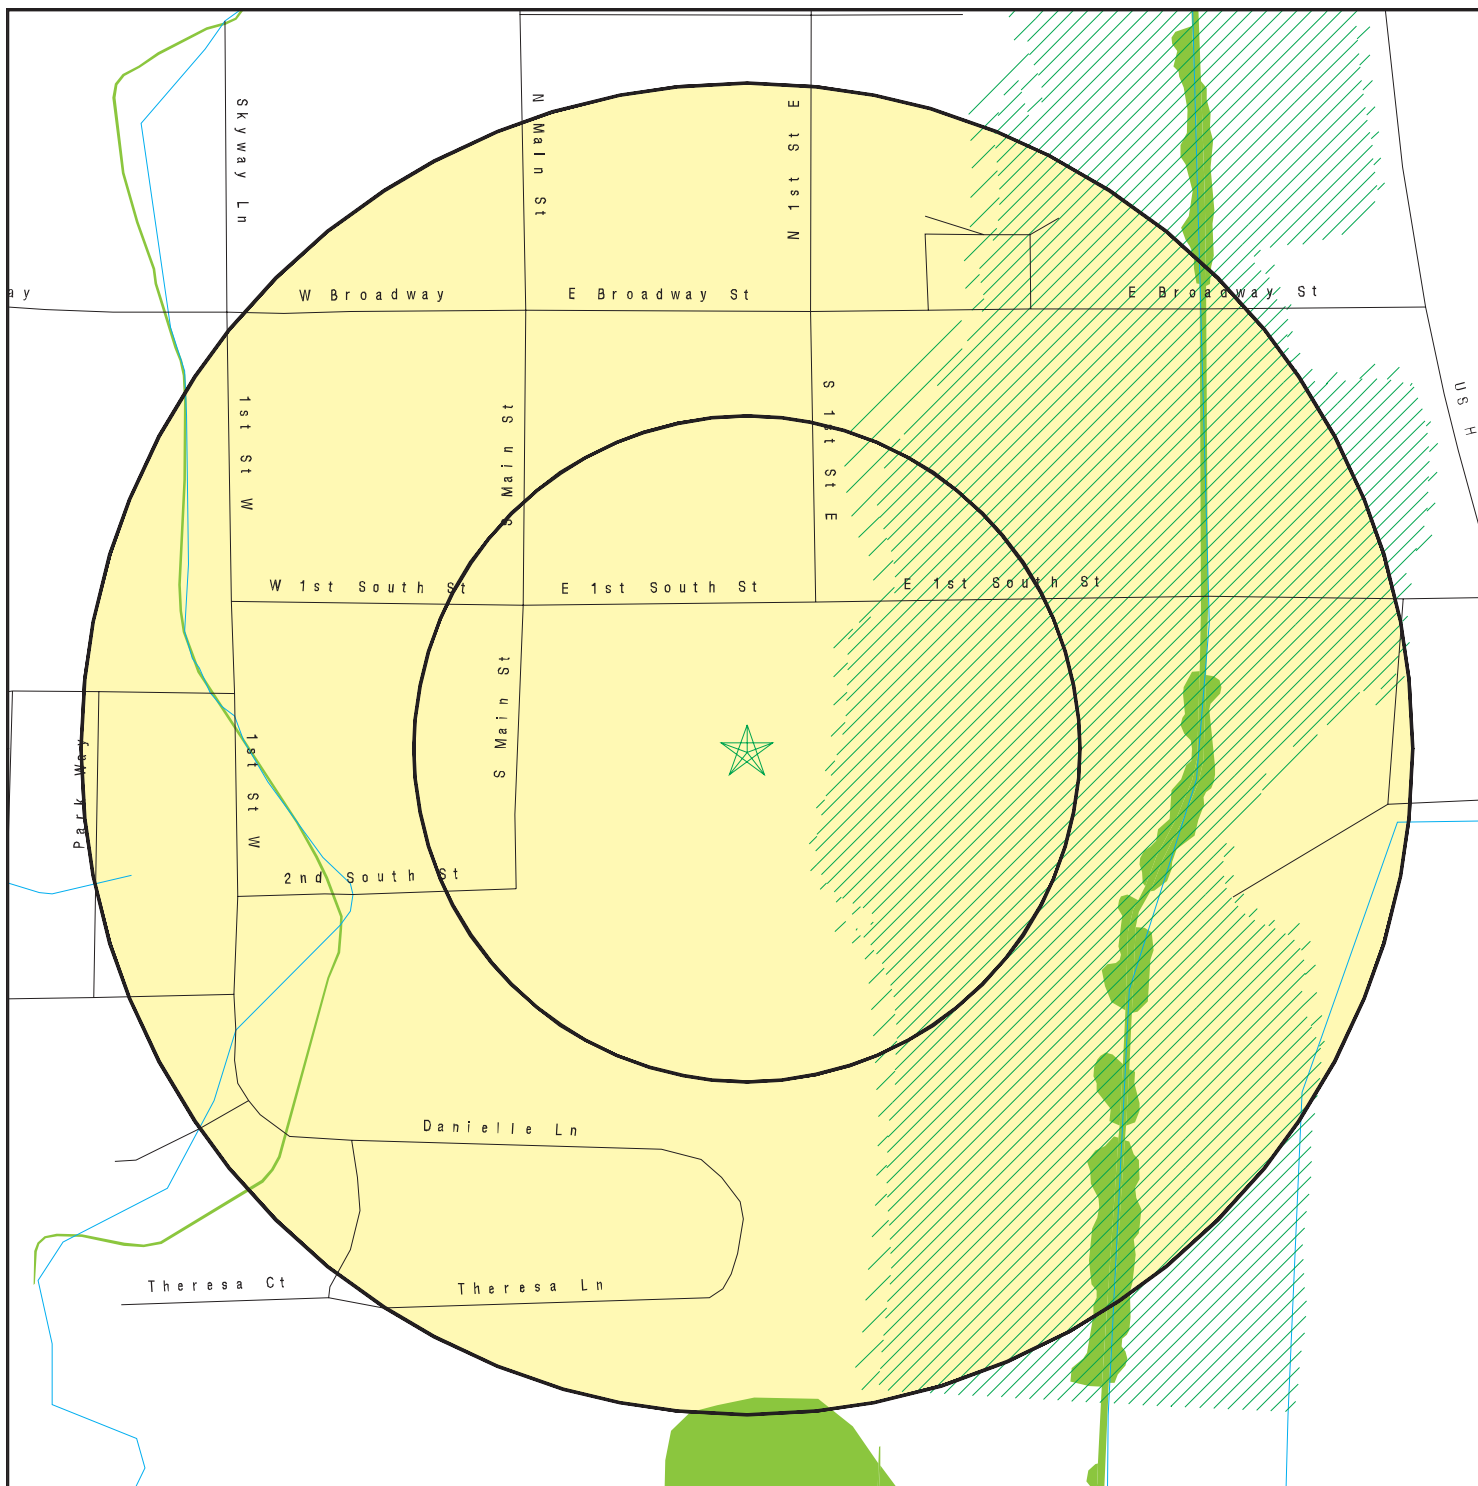 Skyway Ln
N Main St
N 1st St E
ay
W Broadway
E Broadway St
E Broadway St
1st St W
S Main St
S 1st St E
US H
W 1st South St
E 1st South St
E 1st South St
S Main St
Park Way
1st St W
2nd South St
Danielle Ln
Theresa Ct
Theresa Ln